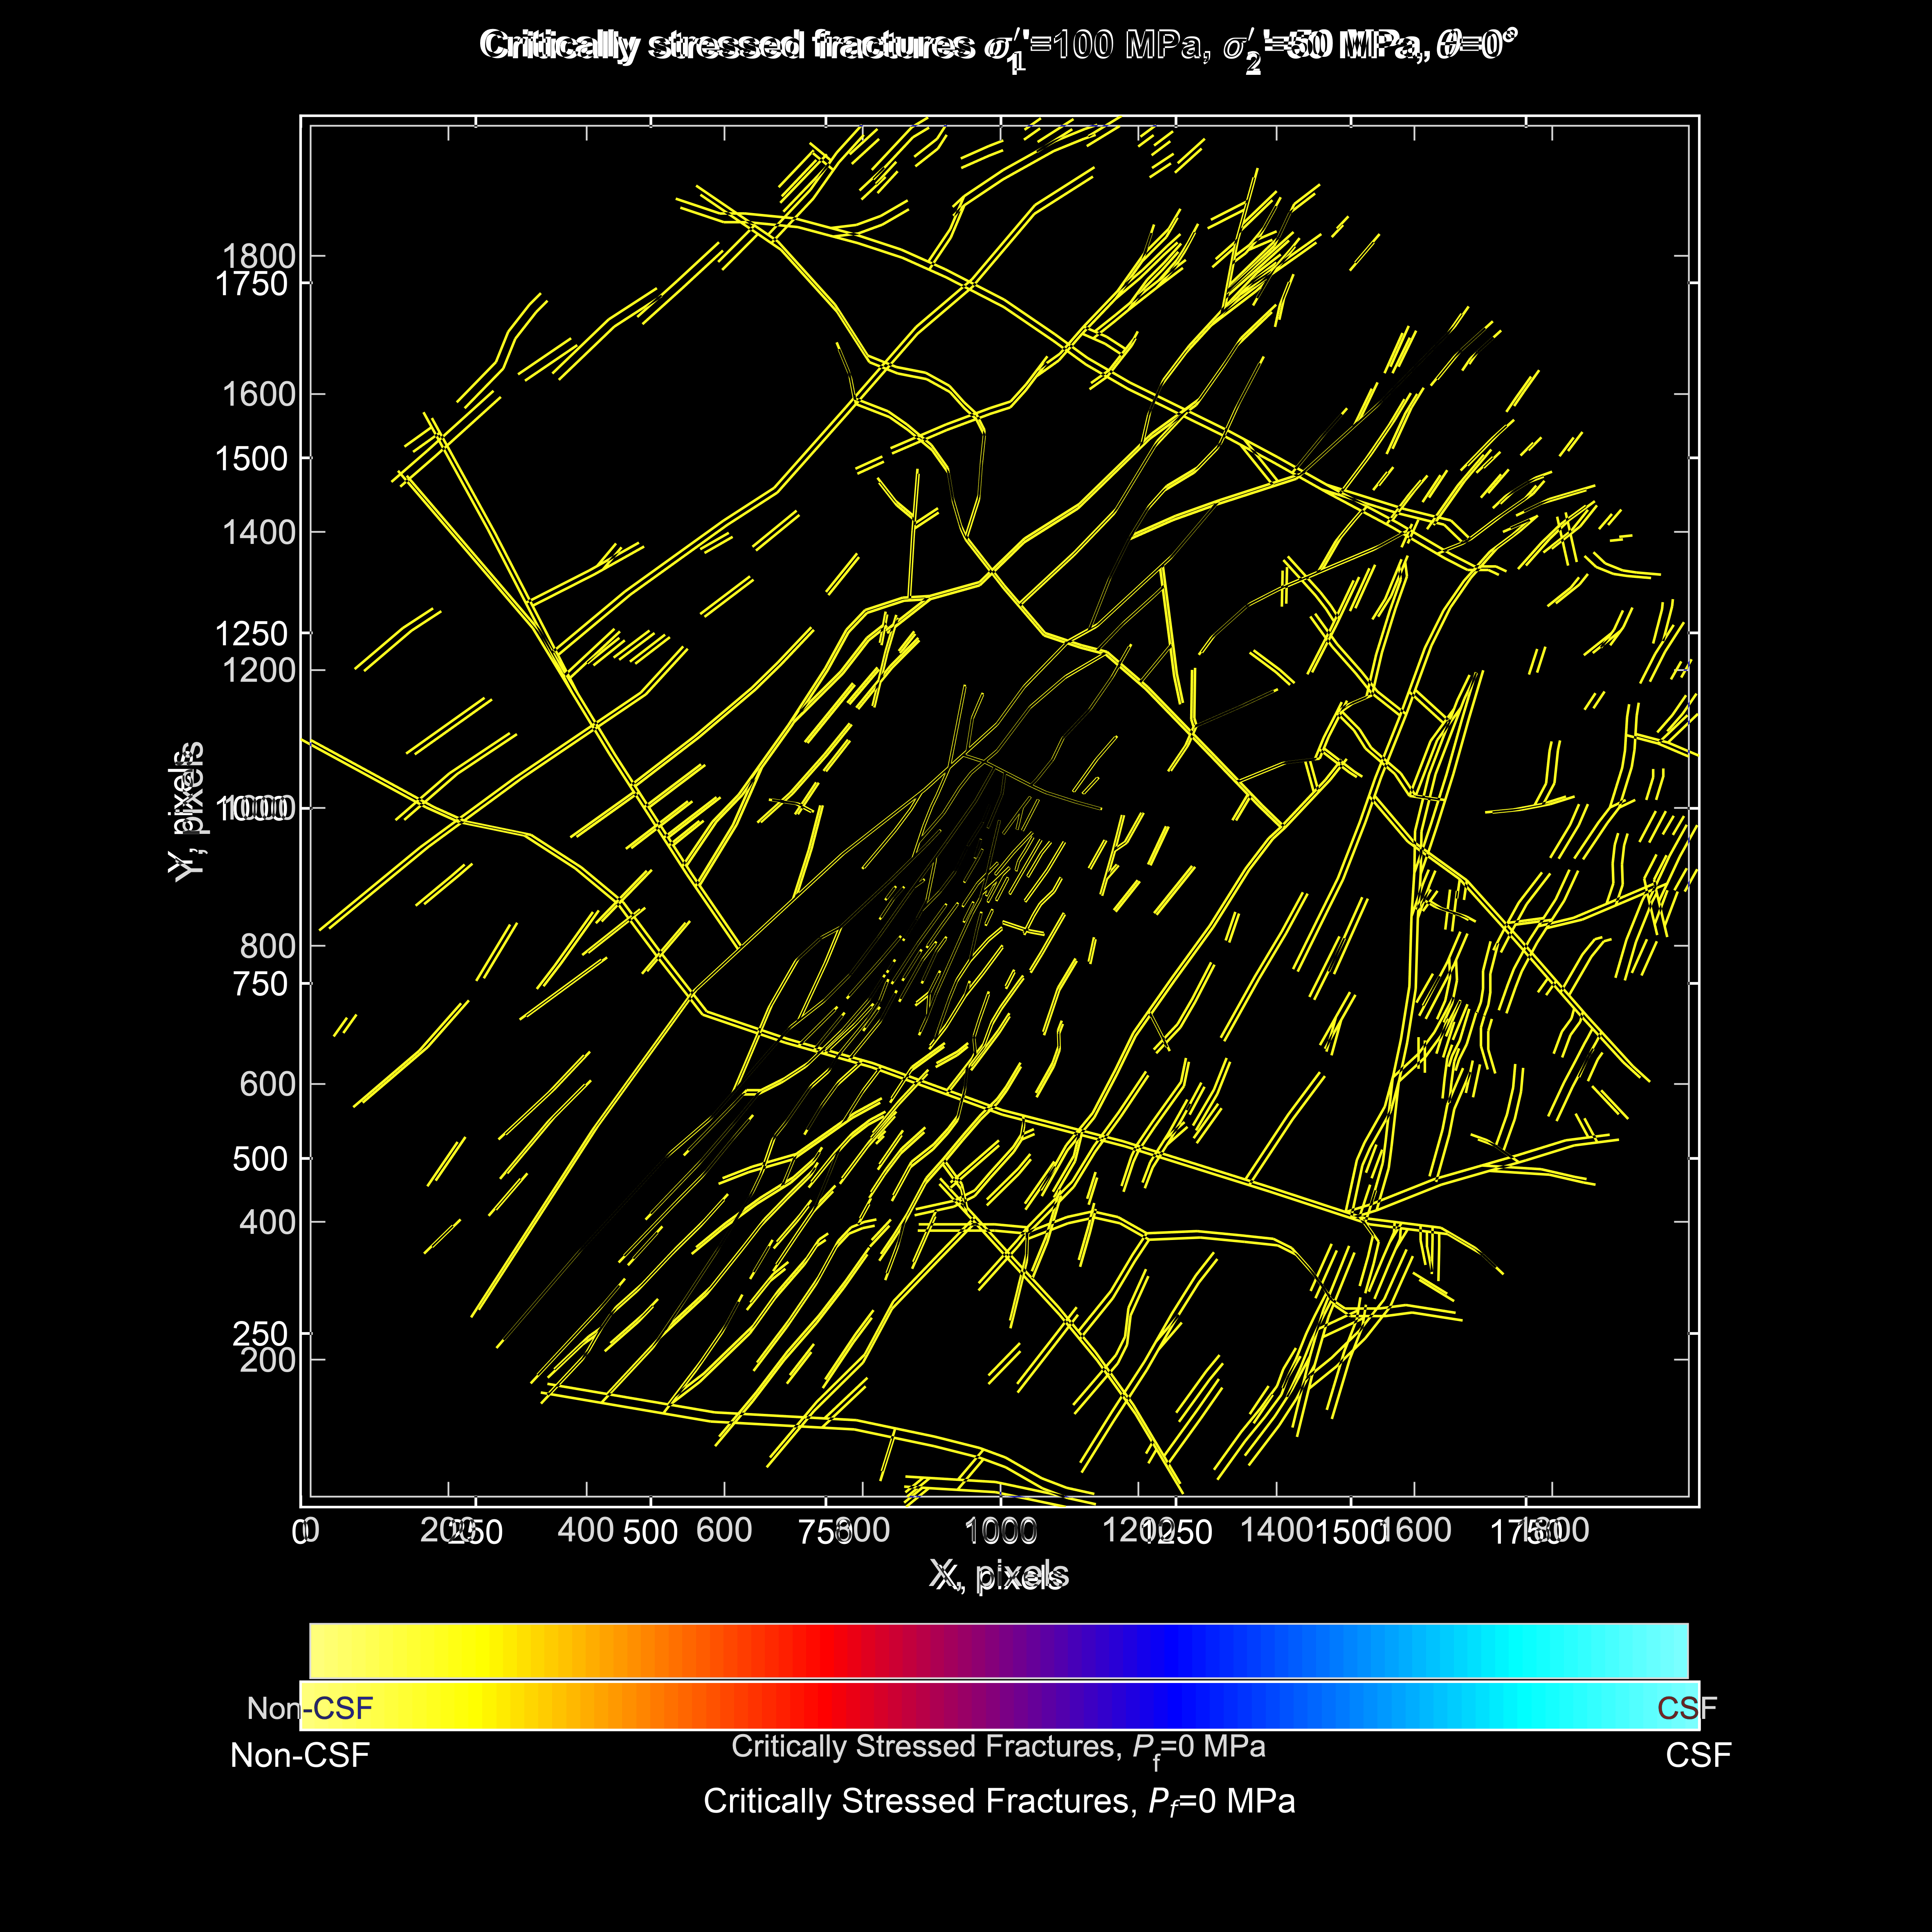 Critically stressed fractures σ1'=100 MPa, σ2'=50 MPa, θ=0°
1800
1750
1600
1500
1400
1250
1200
1000
800
750
600
500
400
250
200
Y, pixels
0 200 250 400 500 600 750 800 1000 1200 1250 1400 1500 1600 1750 1800
X, pixels
Non-CSF CSF
Critically Stressed Fractures, Pf=0 MPa
Non-CSF CSF
Critically Stressed Fractures, Pf=0 MPa